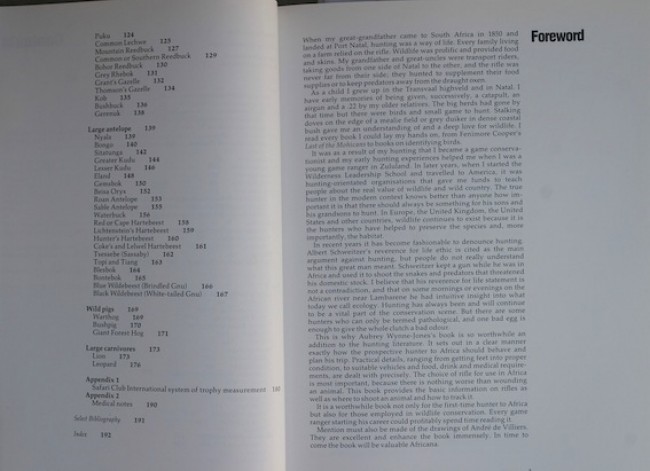 Puku 124
Common Lechwe 125
Mountain Reedbuck 127
Common or Southern Reedbuck 129
Bohor Reedbuck 130
Grey Rhebok 131
Grant's Gazelle 132
Thomson's Gazelle 134
Kob 135
Bushbuck 136
Gerenuk 138
Large antelope 139
Nyala 139
Bongo 140
Sitatunga 142
Greater Kudu 144
Lesser Kudu 146
Eland 148
Gemsbok 150
Beisa Oryx 152
Roan Antelope 153
Sable Antelope 155
Waterbuck 156
Red or Cape Hartebeest 158
Lichtenstein's Hartebeest 159
Hunter's Hartebeest 160
Coke's and Lelwel Hartebeest 161
Tsessebe (Sassaby) 162
Topi and Tiang 163
Blesbok 164
Bontebok 165
Blue Wildebeest (Brindled Gnu) 166
Black Wildebeest (White-tailed Gnu) 167
Wild pigs 169
Warthog 169
Bushpig 170
Giant Forest Hog 171
Large carnivores 173
Lion 173
Leopard 176
Appendix 1
Safari Club International system of trophy measurement
Appendix 2
Medical notes 190
Select Bibliography 191
Index 192
Foreword
When my great-grandfather came to South Africa in 1850 and
landed at Port Natal, hunting was a way of life. Every family living
on a farm relied on the rifle. Wildlife was prolific and provided food
and skins. My grandfather and great-uncles were transport riders,
taking goods from one side of Natal to the other, and the rifle was
never far from their side; they hunted to supplement their food
supplies or to keep predators away from the draught oxen.
As a child I grew up in the Transvaal highveld and in Natal. I
have early memories of being given, successively, a catapult, an
airgun and a .22 by my older relatives. The big herds had gone by
that time but there were birds and small game to hunt. Stalking
doves on the edge of a mealie field or grey duiker in dense coastal
bush gave me an understanding of and a deep love for wildlife. I
read every book I could lay my hands on, from Fenimore Cooper's
Last of the Mohicans to books on identifying birds.
It was as a result of my hunting that I became a game conserva-
tionist and my early hunting experiences helped me when I was a
young game ranger in Zululand. In later years, when I started the
Wilderness Leadership School and travelled to America, it was
hunting-orientated organisations that gave me funds to teach
people about the real value of wildlife and wild country. The true
hunter in the modern context knows better than anyone how im-
portant it is that there should always be something for his sons and
his grandsons to hunt. In Europe, the United Kingdom, the United
States and other countries, wildlife continues to exist because it is
the hunters who have helped to preserve the species and, more
importantly, the habitat.
In recent years it has become fashionable to denounce hunting.
Albert Schweitzer's reverence for life ethic is cited as the main
argument against hunting, but people do not really understand
what this great man meant. Schweitzer kept a gun while he was in
Africa and used it to shoot the snakes and predators that threatened
his domestic stock. I believe that his reverence for life statement is
not a contradiction, and that on some mornings or evenings on the
African river near Lambarene he had intuitive insight into what
today we call ecology. Hunting has always been and will continue
to be a vital part of the conservation scene. But there are some
hunters who can only be termed pathological, and one bad egg is
enough to give the whole clutch a bad odour.
This is why Aubrey Wynne-Jones's book is so worthwhile an
addition to the hunting literature. It sets out in a clear manner
exactly how the prospective hunter to Africa should behave and
plan his trip. Practical details, ranging from getting feet into proper
condition, to suitable vehicles and food, drink and medical require-
ments, are dealt with precisely. The choice of rifle for use in Africa
is most important, because there is nothing worse than wounding
an animal. This book provides the basic information on rifles as
well as where to shoot an animal and how to track it.
It is a worthwhile book not only for the first-time hunter to Africa
but also for those employed in wildlife conservation. Every game
ranger starting his career could profitably spend time reading it.
Mention must also be made of the drawings of André de Villiers.
They are excellent and enhance the book immensely. In time to
come the book will be valuable Africana.